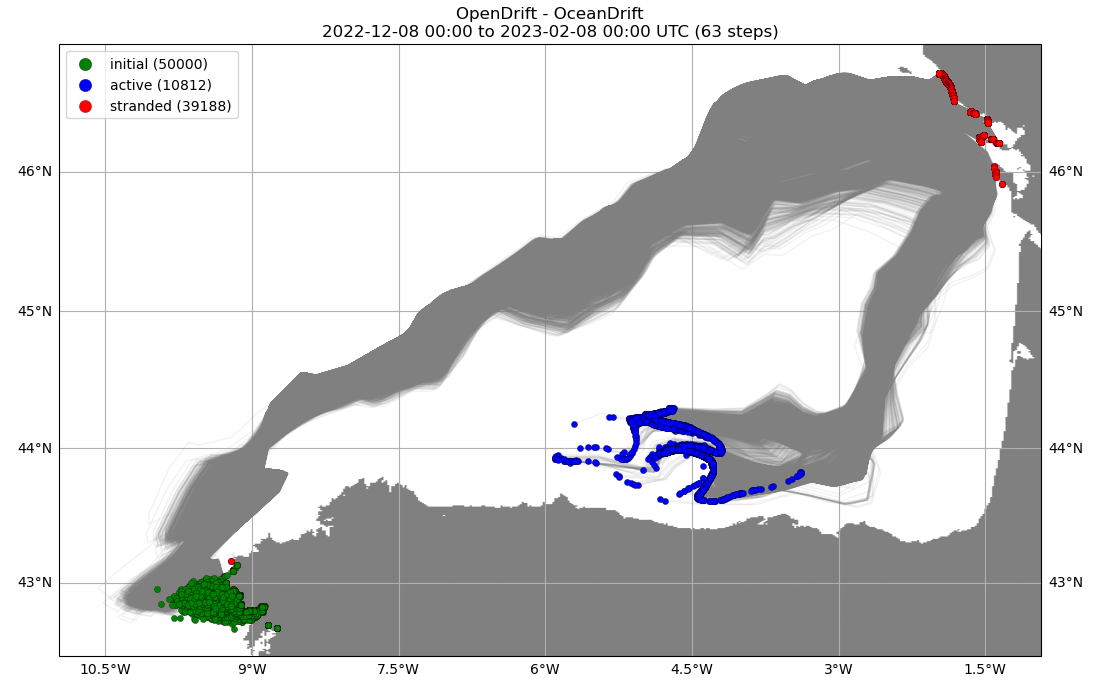 OpenDrift - OceanDrift
2022-12-08 00:00 to 2023-02-08 00:00 UTC (63 steps)
initial (50000)
active (10812)
stranded (39188)
46°N 46°N
45°N 45°N
44°N 44°N
43°N 43°N
10.5°W 9°W 7.5°W 6°W 4.5°W 3°W 1.5°W